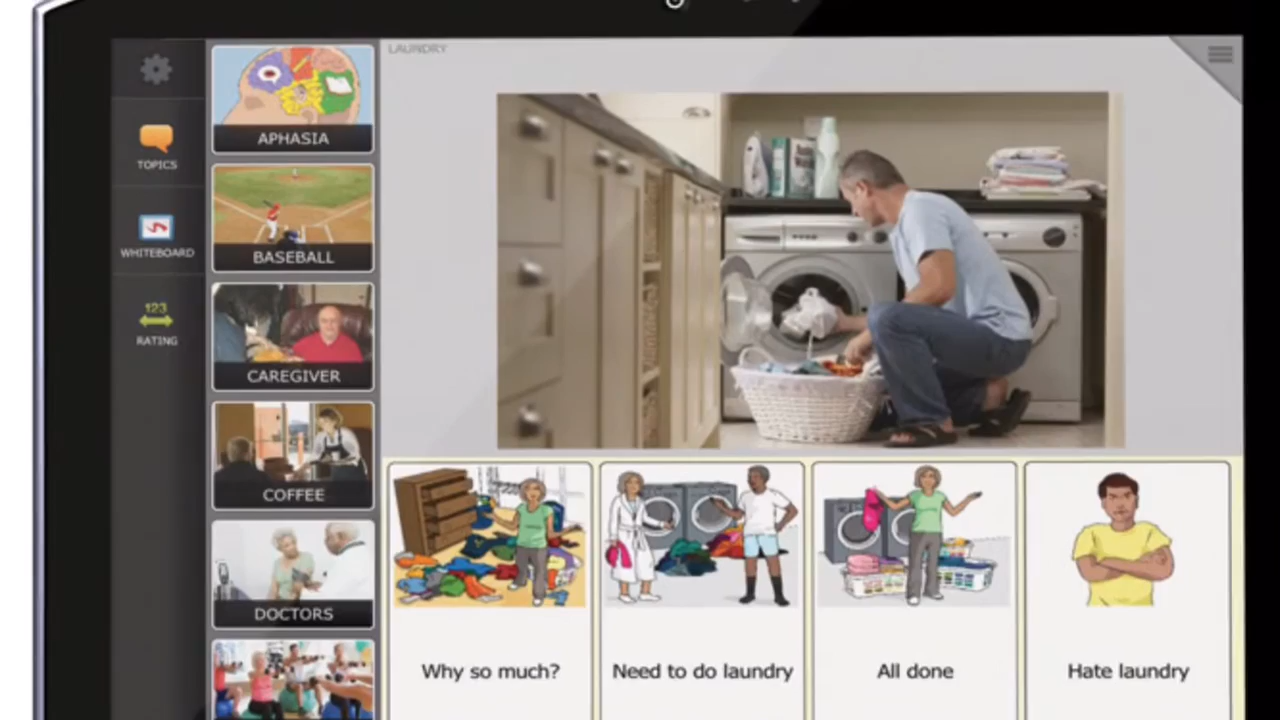 LAUNDRY
TOPICS
WHITEBOARD
123
RATING
APHASIA
BASEBALL
CAREGIVER
COFFEE
DOCTORS
Why so much?
Need to do laundry
All done
Hate laundry